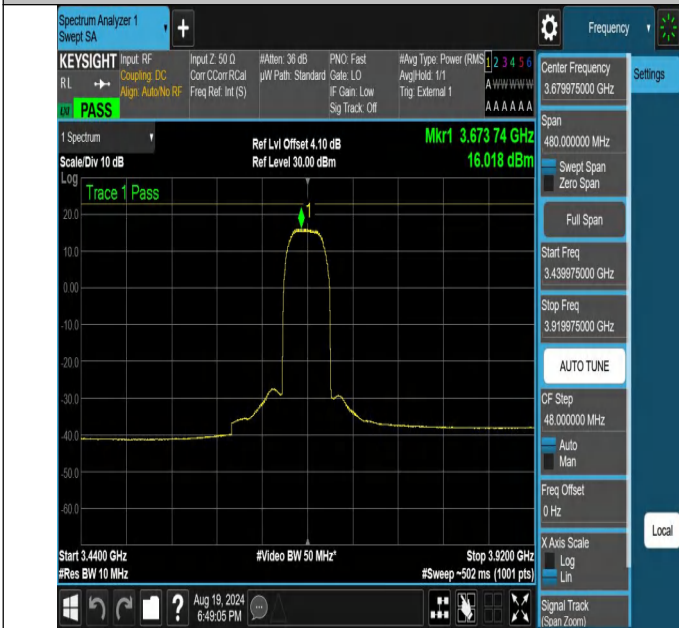 Spectrum Analyzer 1
Swept SA
+
Frequency
KEYSIGHT
RL
PASS
Input: RF
Coupling: DC
Align: Auto/No RF
Input Z: 50 Ω
Corr CCorr RCal
Freq Ref: Int (S)
#Atten: 36 dB
µW Path: Standard
PNO: Fast
Gate: LO
IF Gain: Low
Sig Track: Off
#Avg Type: Power (RMS
Avg|Hold: 1/1
Trig: External 1
1 2 3 4 5 6
A W W W W W
A A A A A A
Center Frequency
3.679975000 GHz
Settings
Span
480.000000 MHz
Swept Span
Zero Span
Full Span
Start Freq
3.439975000 GHz
Stop Freq
3.919975000 GHz
AUTO TUNE
CF Step
48.000000 MHz
Auto
Man
Freq Offset
0 Hz
X Axis Scale
Log
Lin
Local
Signal Track
(Span Zoom)
1 Spectrum
Scale/Div 10 dB
Ref Lvl Offset 4.10 dB
Ref Level 30.00 dBm
Mkr1 3.673 74 GHz
16.018 dBm
Log
Trace 1 Pass
1
20.0
10.0
0.00
-10.0
-20.0
-30.0
-40.0
-50.0
-60.0
Start 3.4400 GHz
#Res BW 10 MHz
#Video BW 50 MHz*
Stop 3.9200 GHz
#Sweep ~502 ms (1001 pts)
?
Aug 19, 2024
6:49:05 PM